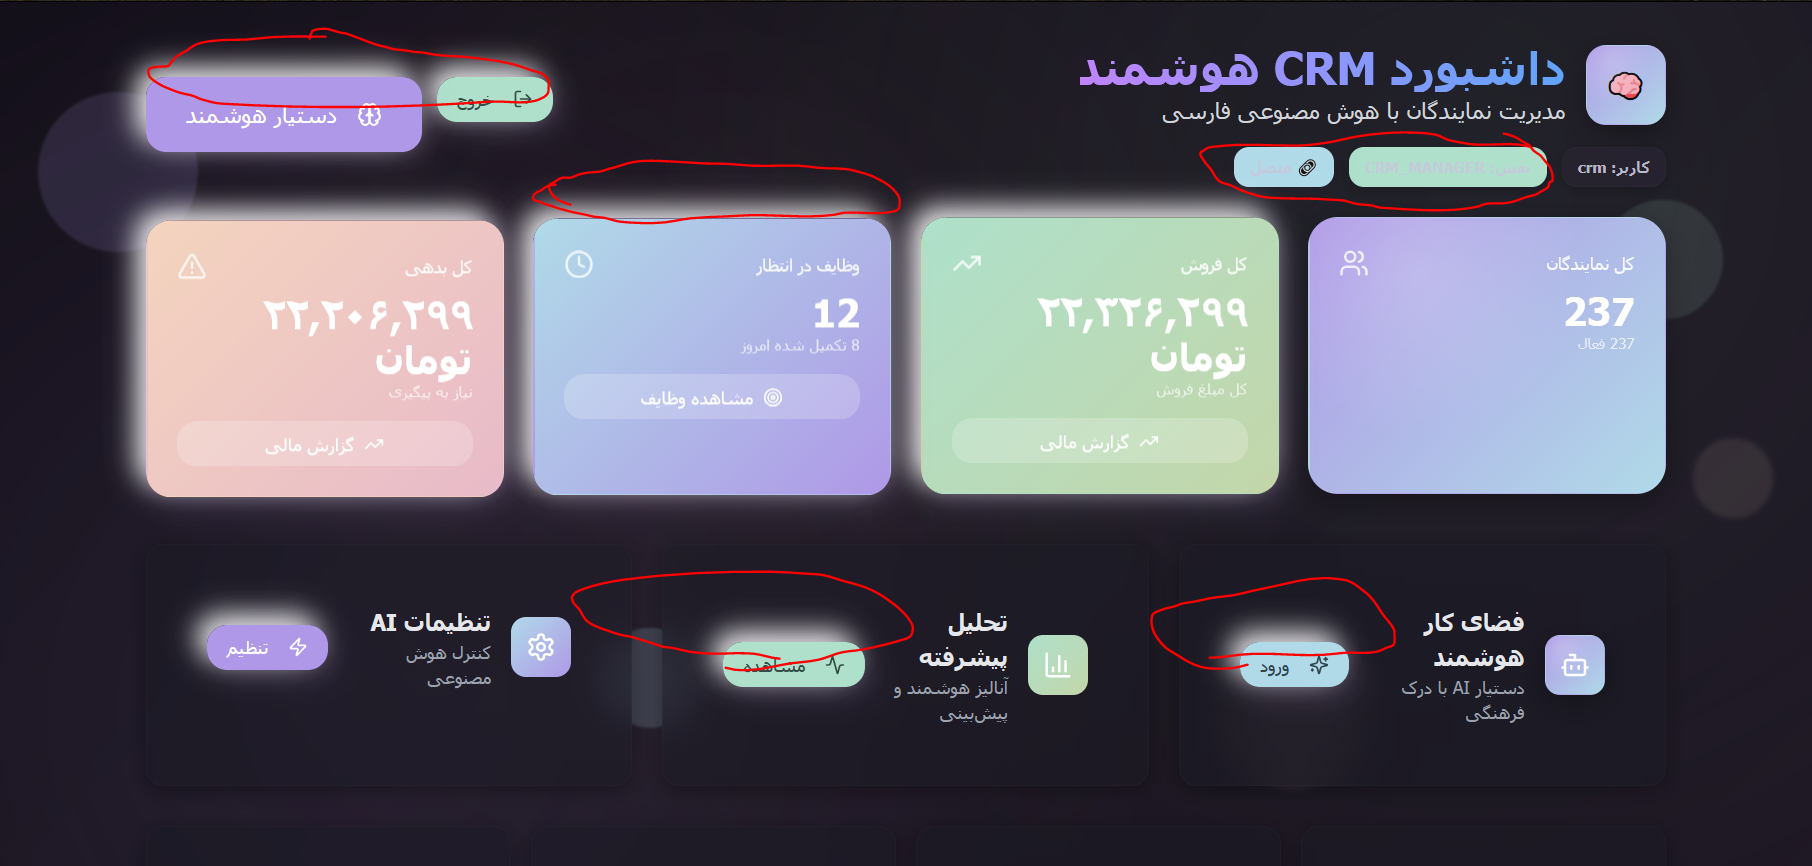 داشبورد CRM هوشمند
مدیریت نمایندگان با هوش مصنوعی فارسی
کاربر: crm
نقش: CRM_MANAGER
متصل
خروج
دستیار هوشمند
کل نمایندگان
237
237 فعال
کل فروش
۲۲,۳۲۶,۲۹۹
تومان
کل مبلغ فروش
گزارش مالی
وظایف در انتظار
12
8 تکمیل شده امروز
مشاهده وظایف
کل بدهی
۲۲,۲۰۶,۲۹۹
تومان
نیاز به پیگیری
گزارش مالی
فضای کار
هوشمند
دستیار AI با درک
فرهنگی
ورود
تحلیل
پیشرفته
آنالیز هوشمند و
پیش‌بینی
مشاهده
تنظیمات AI
کنترل هوش
مصنوعی
تنظیم